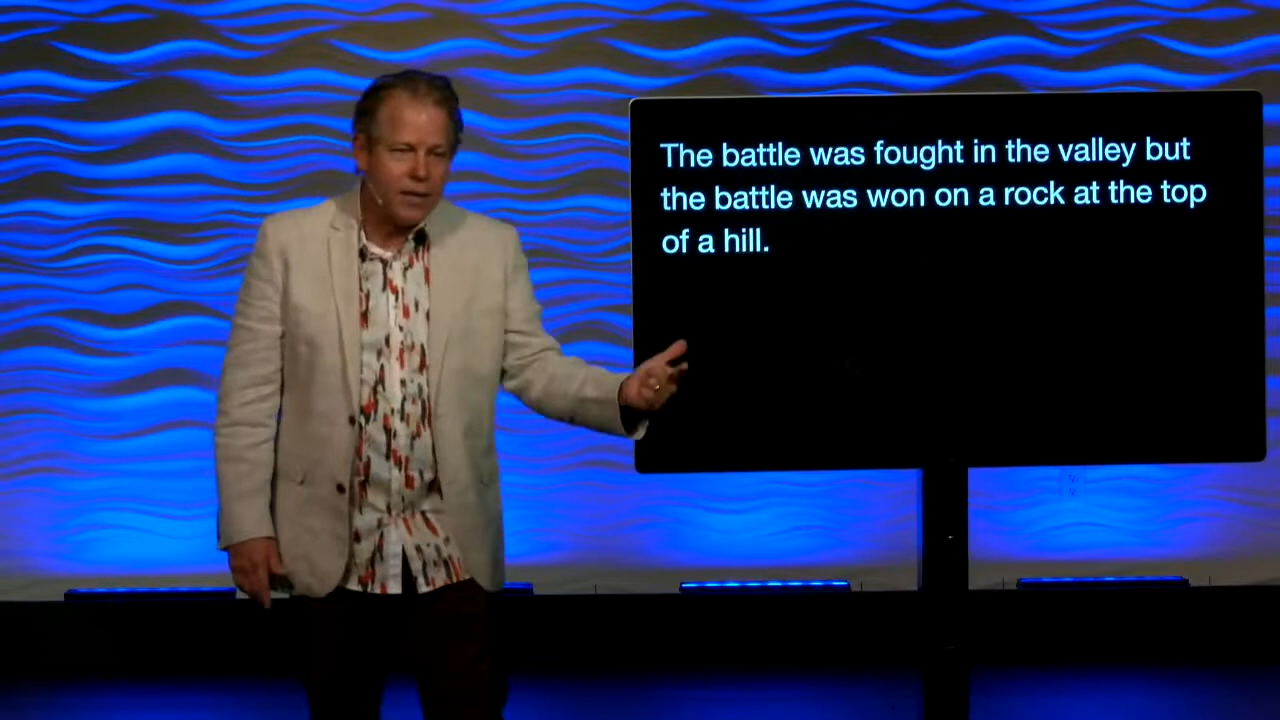 The battle was fought in the valley but
the battle was won on a rock at the top
of a hill.